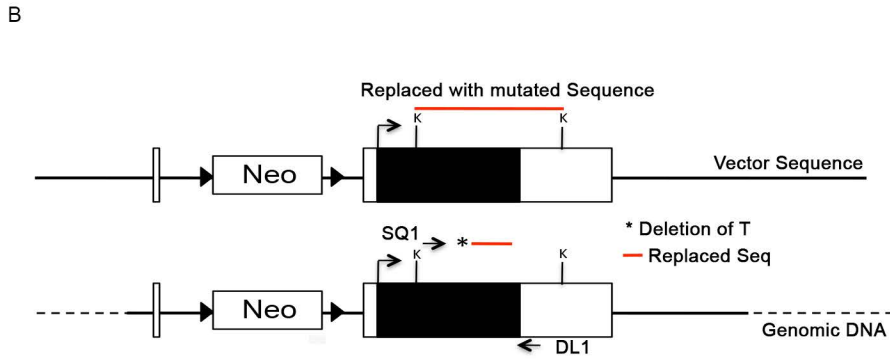 B
Replaced with mutated Sequence
K K
Neo
Vector Sequence
* Deletion of T
SQ1 *
Replaced Seq
K K
Neo
Genomic DNA
DL1